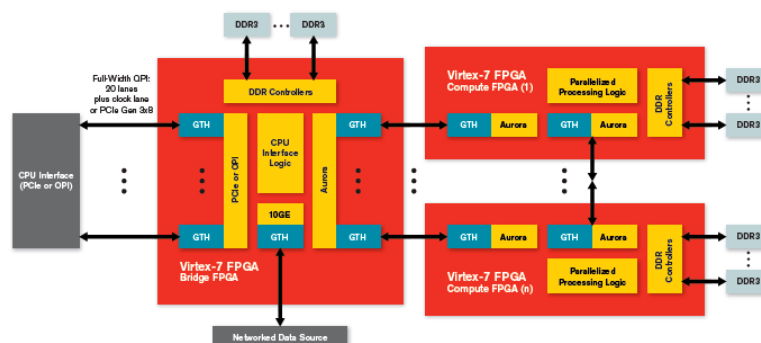 DDR3 ... DDR3
Full-Width QPI:
20 lanes
plus clock lane
or PCIe Gen 3x8
DDR Controllers
GTH
PCIe or QPI
CPU
Interface
Logic
Aurora
GTH
10GE
GTH
GTH
GTH
Virtex-7 FPGA
Bridge FPGA
CPU Interface
(PCIe or QPI)
Networked Data Source
Virtex-7 FPGA
Compute FPGA (1)
Parallelized
Processing Logic
GTH Aurora
GTH Aurora
DDR
Controllers
DDR3
DDR3
GTH Aurora
GTH Aurora
DDR
Controllers
Virtex-7 FPGA
Compute FPGA (n)
Parallelized
Processing Logic
DDR3
DDR3